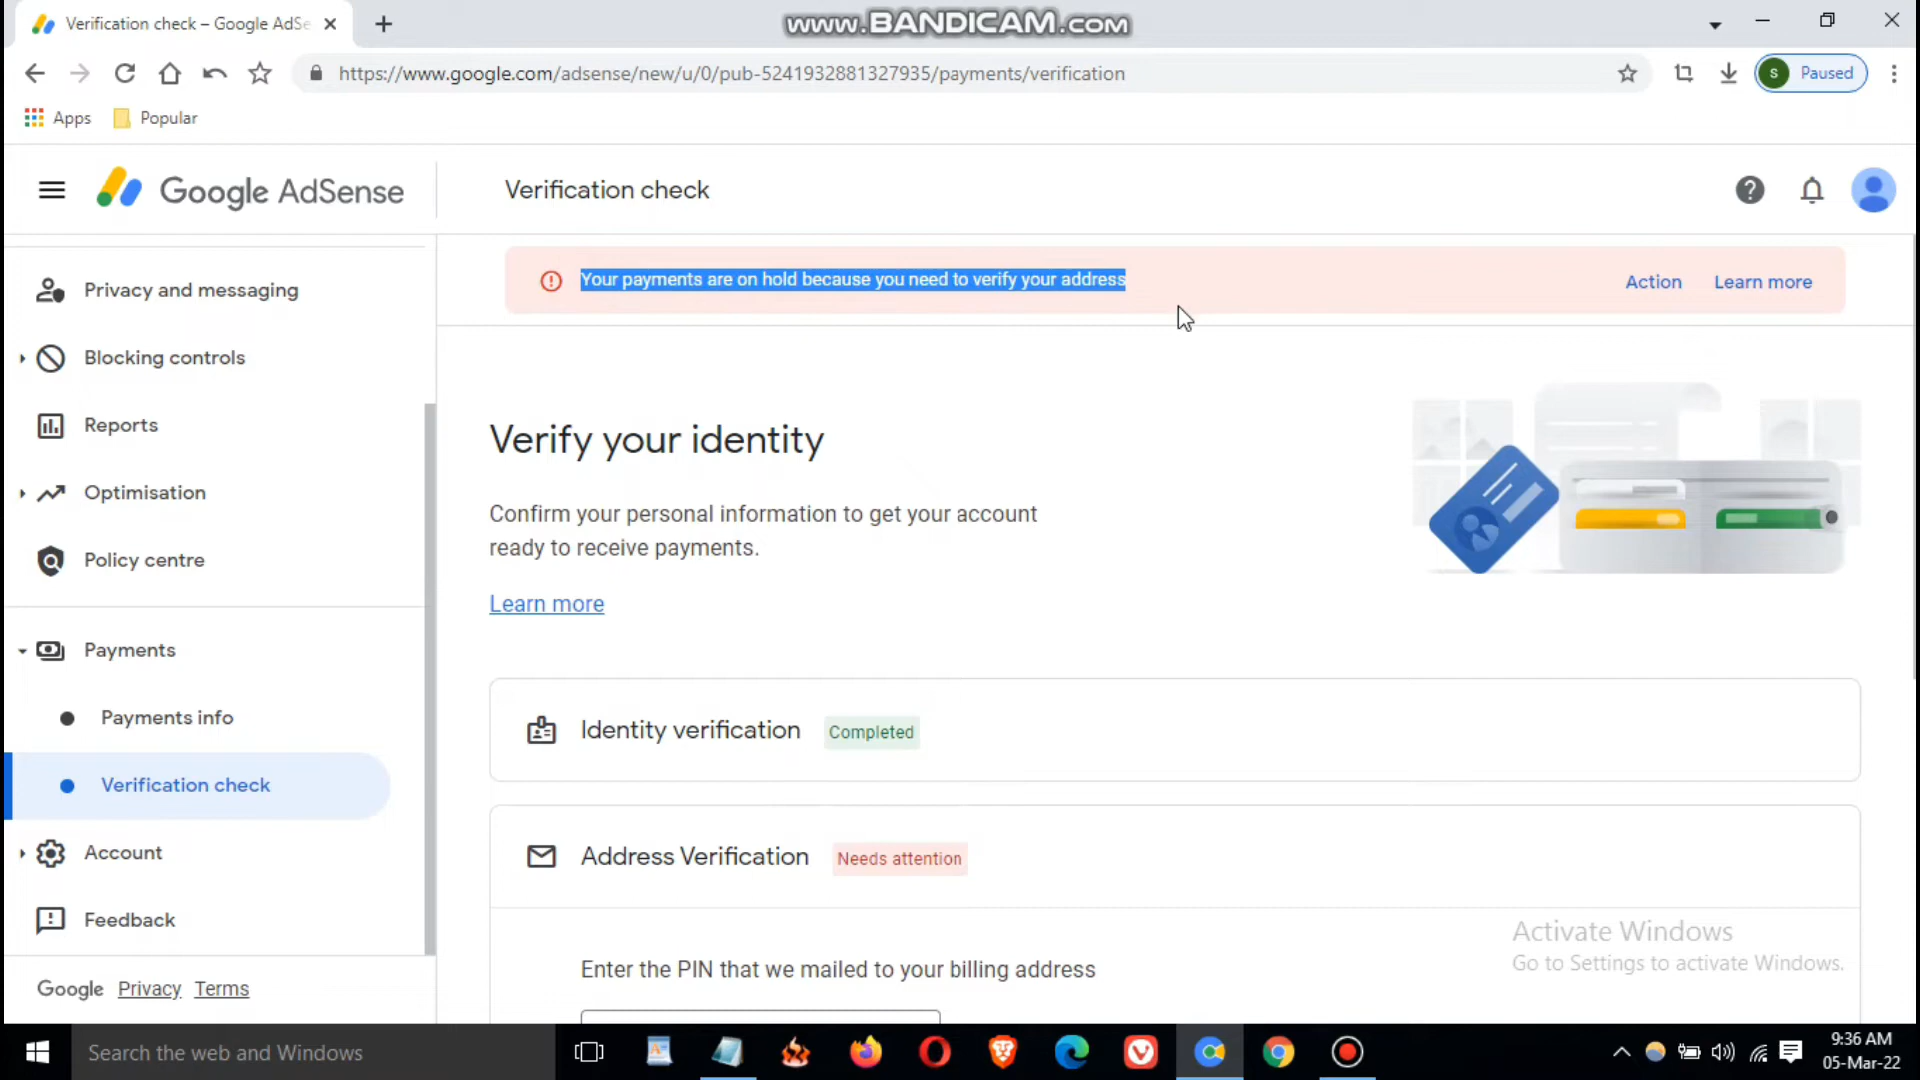 Verification check – Google AdSe
www.BANDICAM.com
https://www.google.com/adsense/new/u/0/pub-5241932881327935/payments/verification
S Paused
Apps Popular
Google AdSense
Verification check
Your payments are on hold because you need to verify your address
Action Learn more
Privacy and messaging
Blocking controls
Reports
Optimisation
Policy centre
Payments
Payments info
Verification check
Account
Feedback
Google Privacy Terms
Verify your identity
Confirm your personal information to get your account
ready to receive payments.
Learn more
Identity verification Completed
Address Verification Needs attention
Enter the PIN that we mailed to your billing address
Activate Windows
Go to Settings to activate Windows.
Search the web and Windows
9:36 AM
05-Mar-22